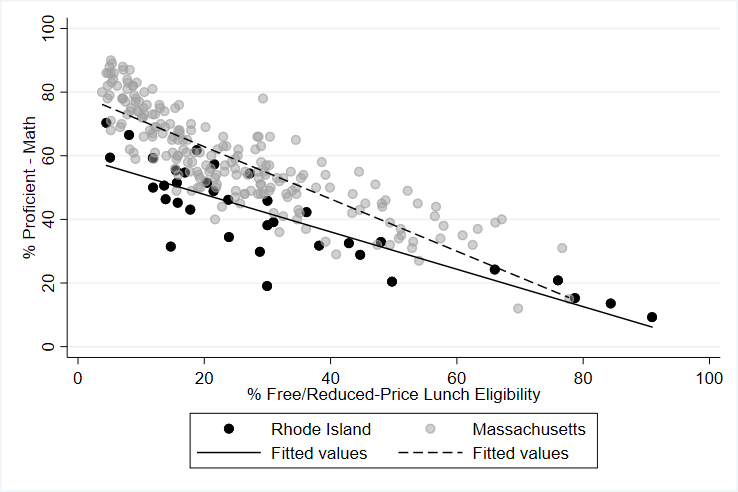 100
80
60
40
20
0
% Proficient - Math
0 20 40 60 80 100
% Free/Reduced-Price Lunch Eligibility
Rhode Island Massachusetts
Fitted values Fitted values